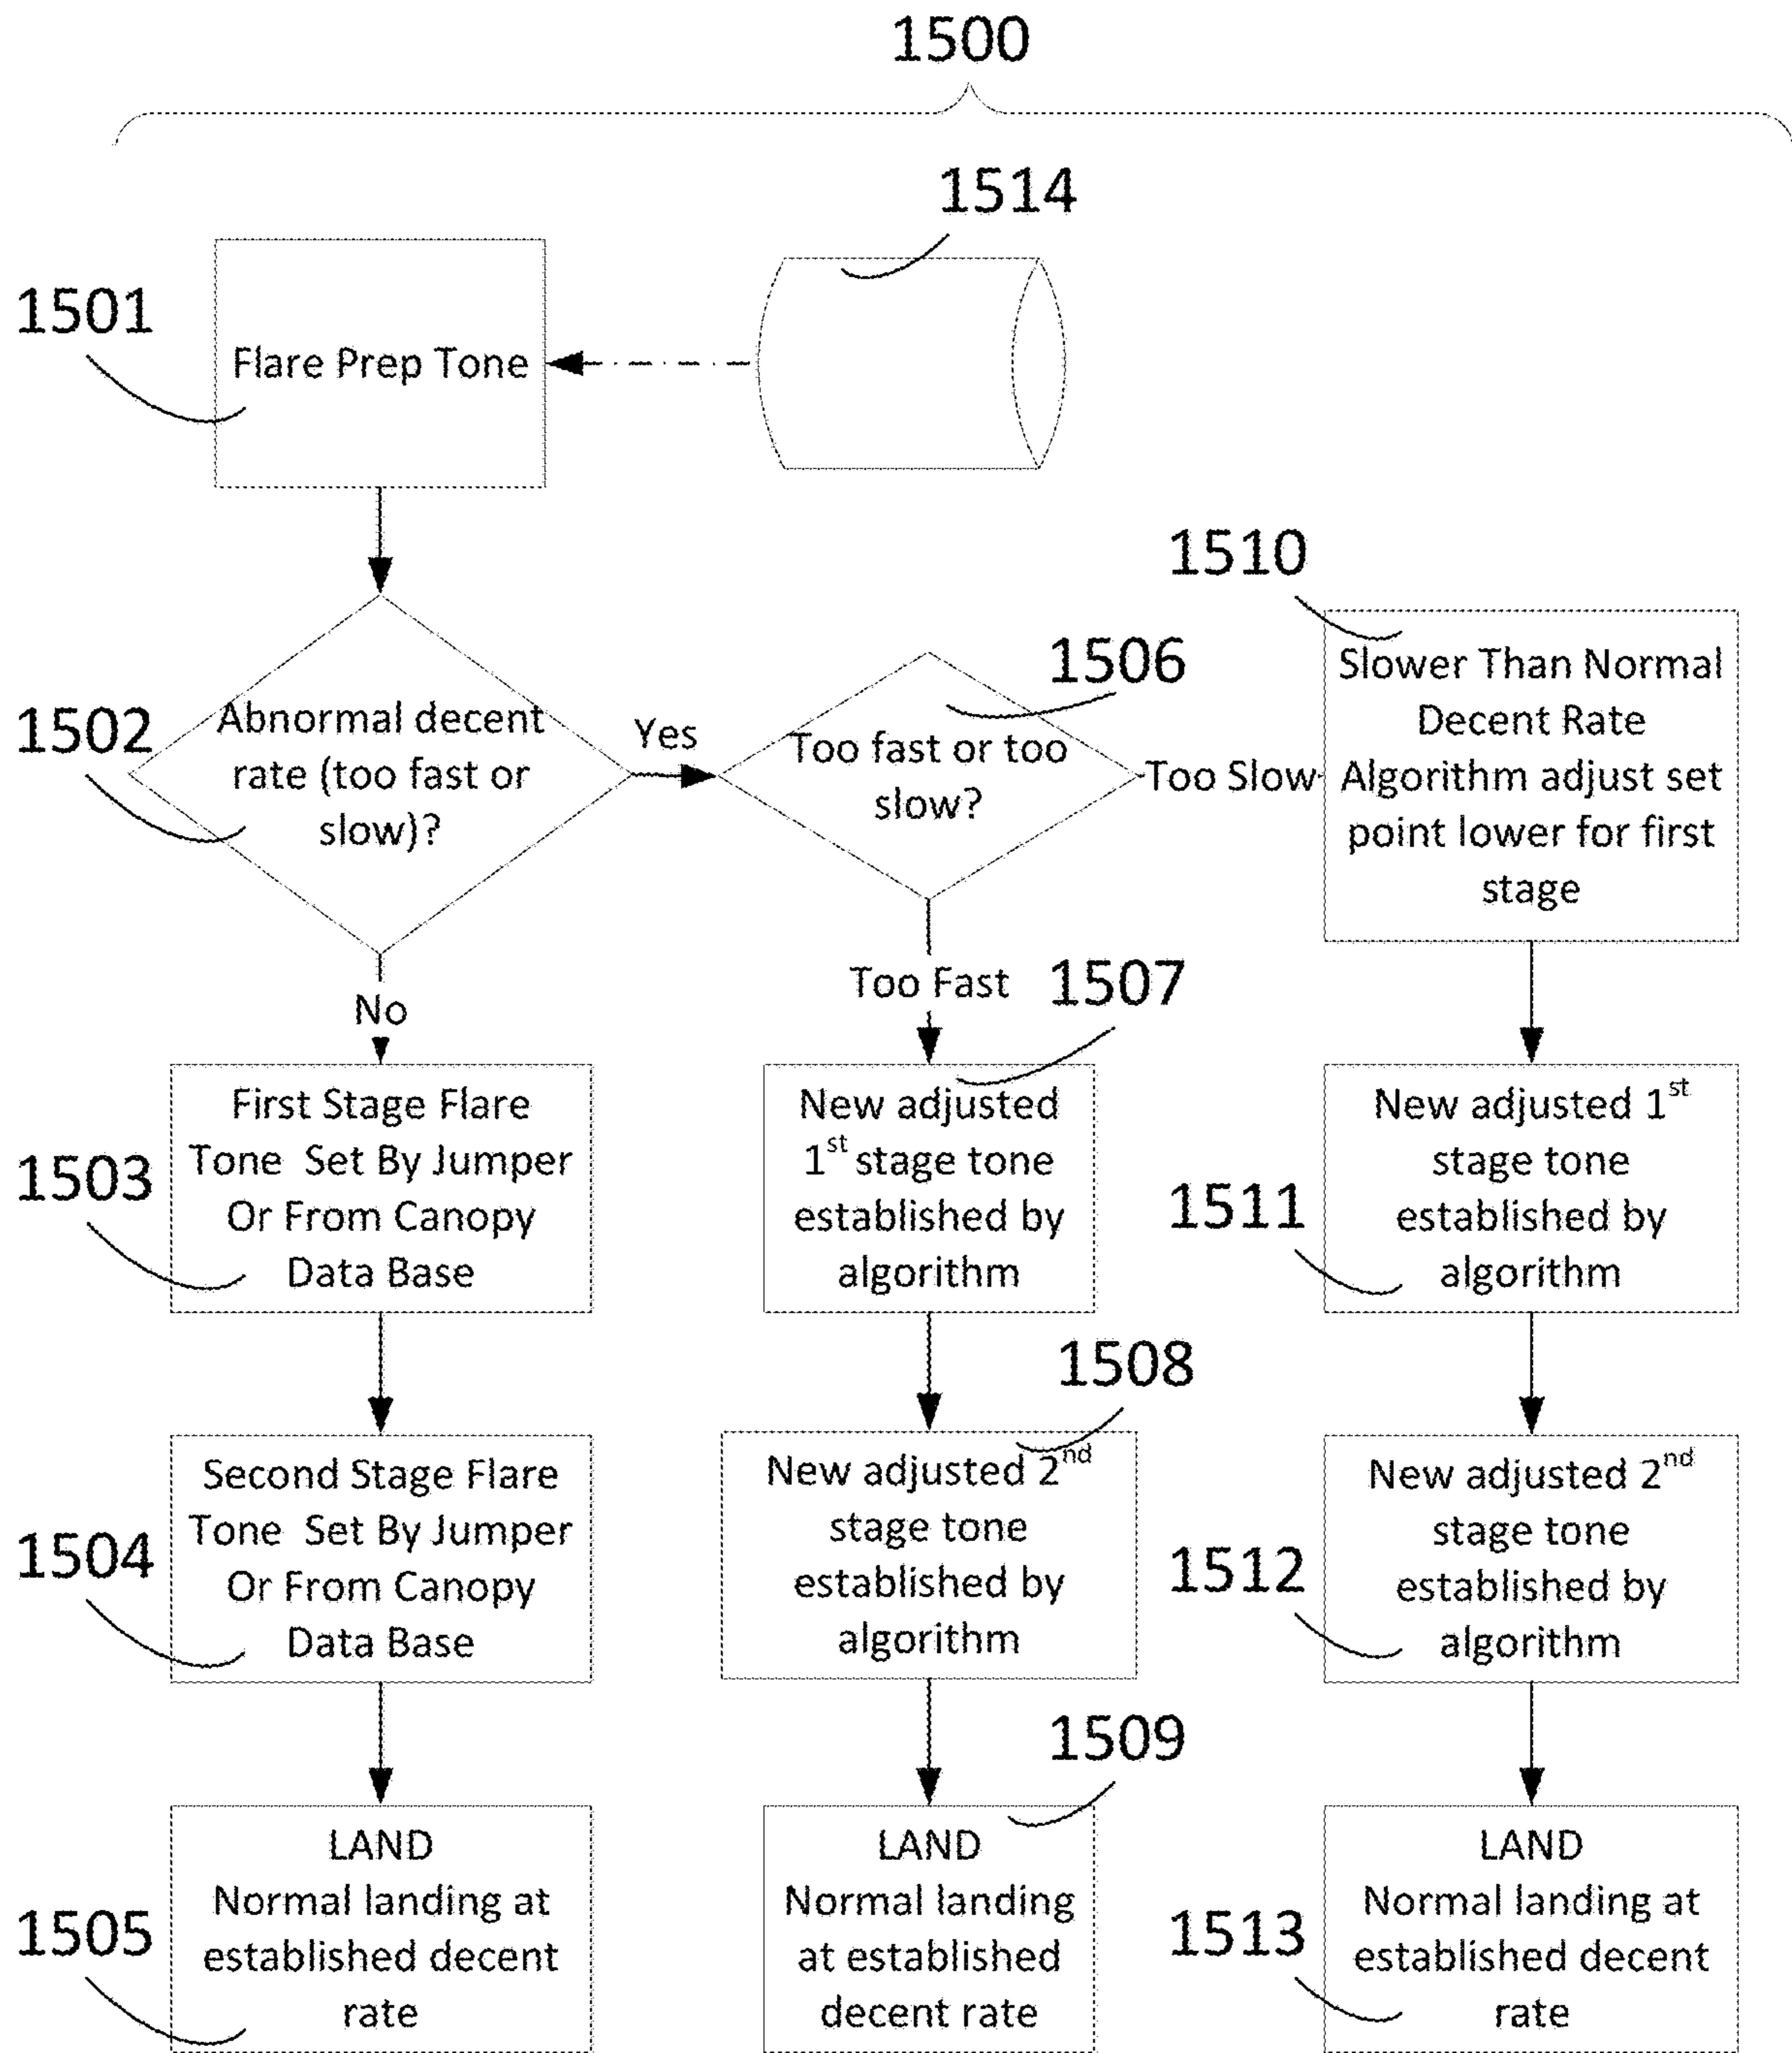 1500
1514
1501
Flare Prep Tone
1510
1506
1502
Abnormal decent
rate (too fast or
slow)?
Yes
Too fast or too
slow?
Too Slow
Slower Than Normal
Decent Rate
Algorithm adjust set
point lower for first
stage
No
Too Fast
1507
1503
First Stage Flare
Tone Set By Jumper
Or From Canopy
Data Base
New adjusted
1st stage tone
established by
algorithm
1511
New adjusted 1st
stage tone
established by
algorithm
1508
1504
Second Stage Flare
Tone Set By Jumper
Or From Canopy
Data Base
New adjusted 2nd
stage tone
established by
algorithm
1512
New adjusted 2nd
stage tone
established by
algorithm
1509
1505
LAND
Normal landing at
established decent
rate
LAND
Normal landing
at established
decent rate
1513
LAND
Normal landing at
established decent
rate